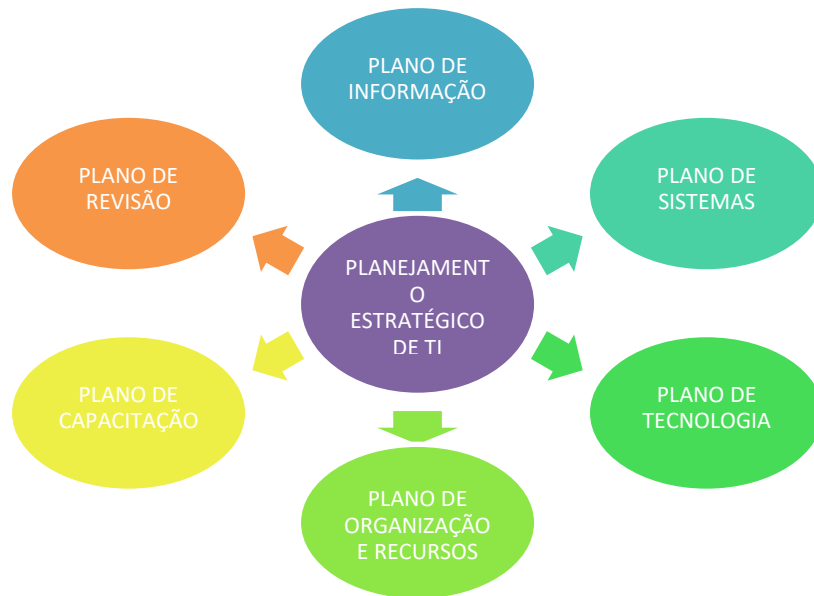 PLANO DE
INFORMAÇÃO
PLANO DE
SISTEMAS
PLANO DE
TECNOLOGIA
PLANO DE
ORGANIZAÇÃO
E RECURSOS
PLANO DE
CAPACITAÇÃO
PLANO DE
REVISÃO
PLANEJAMENT
O
ESTRATÉGICO
DE TI